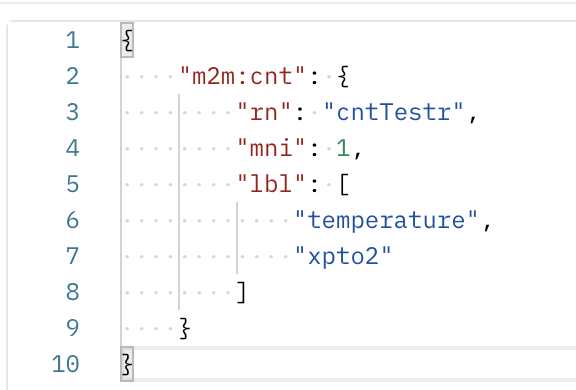 1 {
2     "m2m:cnt": {
3         "rn": "cntTestr",
4         "mni": 1,
5         "lbl": [
6             "temperature",
7             "xpto2"
8         ]
9     }
10 }